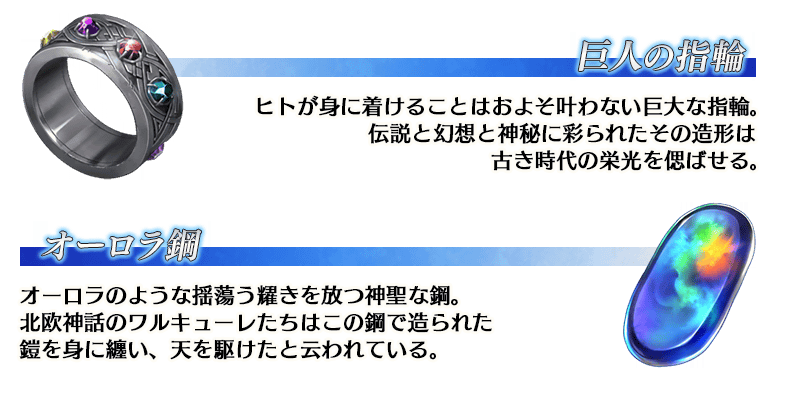 巨人の指輪
ヒトが身に着けることはおよそ叶わない巨大な指輪。
伝説と幻想と神秘に彩られたその造形は
古き時代の栄光を偲ばせる。
オーロラ鋼
オーロラのような揺蕩う耀きを放つ神聖な鋼。
北欧神話のワルキューレたちはこの鋼で造られた
鎧を身に纏い、天を駆けたと云われている。